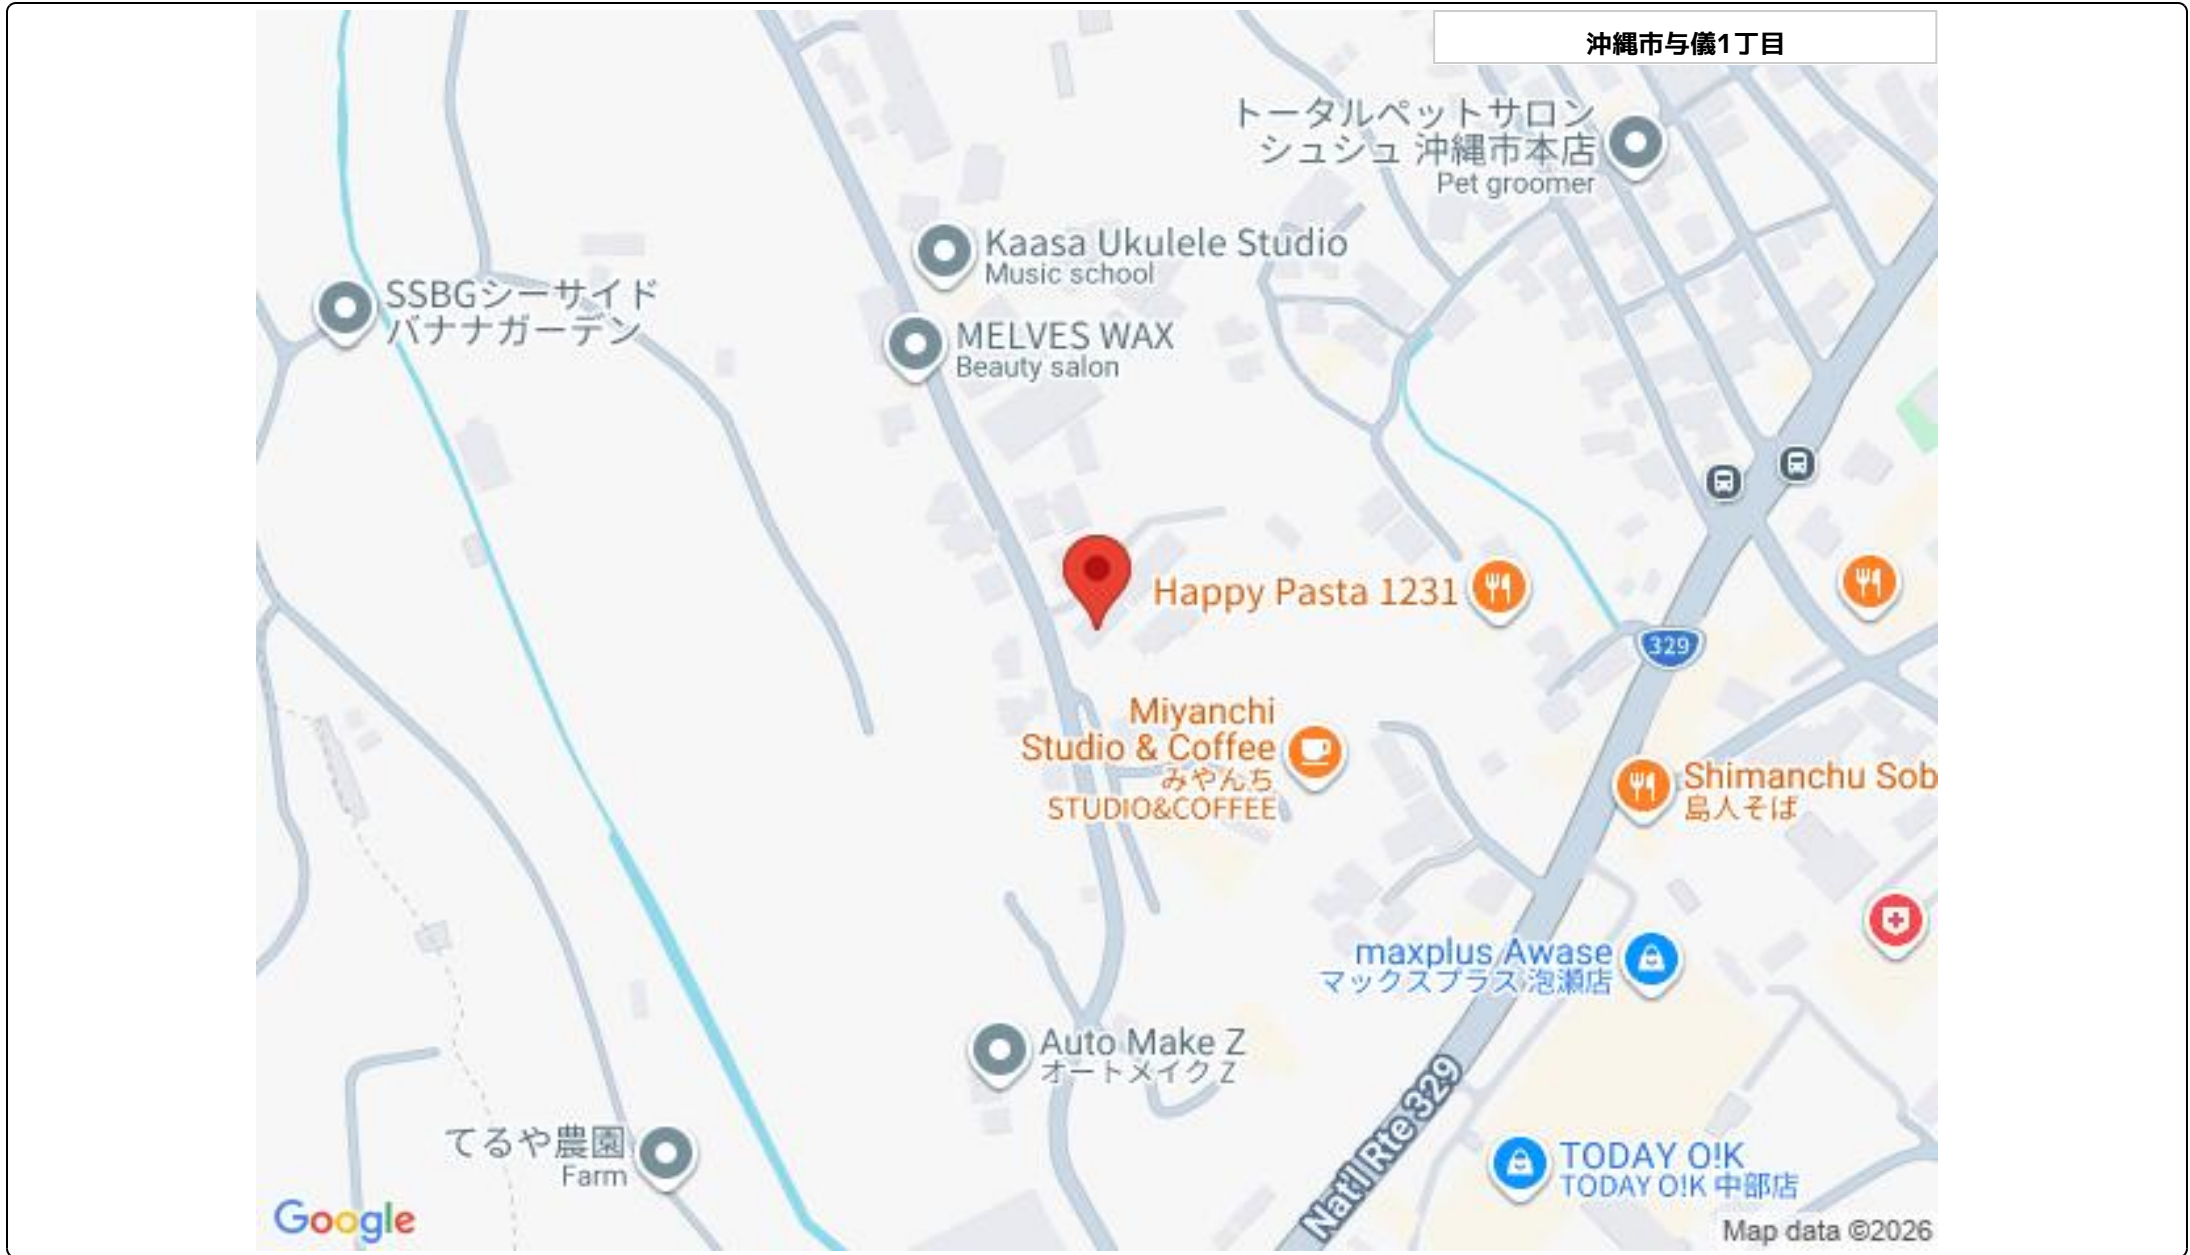 沖縄市与儀1丁目
トータルペットサロン
シュシュ 沖縄市本店
Pet groomer
Kaasa Ukulele Studio
Music school
SSBGシーサイド
バナナガーデン
MELVES WAX
Beauty salon
Happy Pasta 1231
329
Miyanchi
Studio & Coffee
みやんち
STUDIO&COFFEE
Shimanchu Sob
島人そば
maxplus Awase
マックスプラス 泡瀬店
Auto Make Z
オートメイク Z
Nat'l Rte 329
てるや農園
Farm
TODAY O!K
TODAY O!K 中部店
Google
Map data ©2026